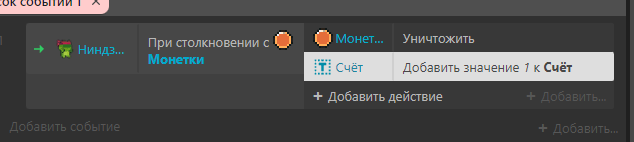 сок событий 1 ×
Ниндз...
При столкновении с
Монетки
Монет...
Уничтожить
T Счёт
Добавить значение 1 к Счёт
+ Добавить действие
+ Добавить...
Добавить событие
+ Добавить...